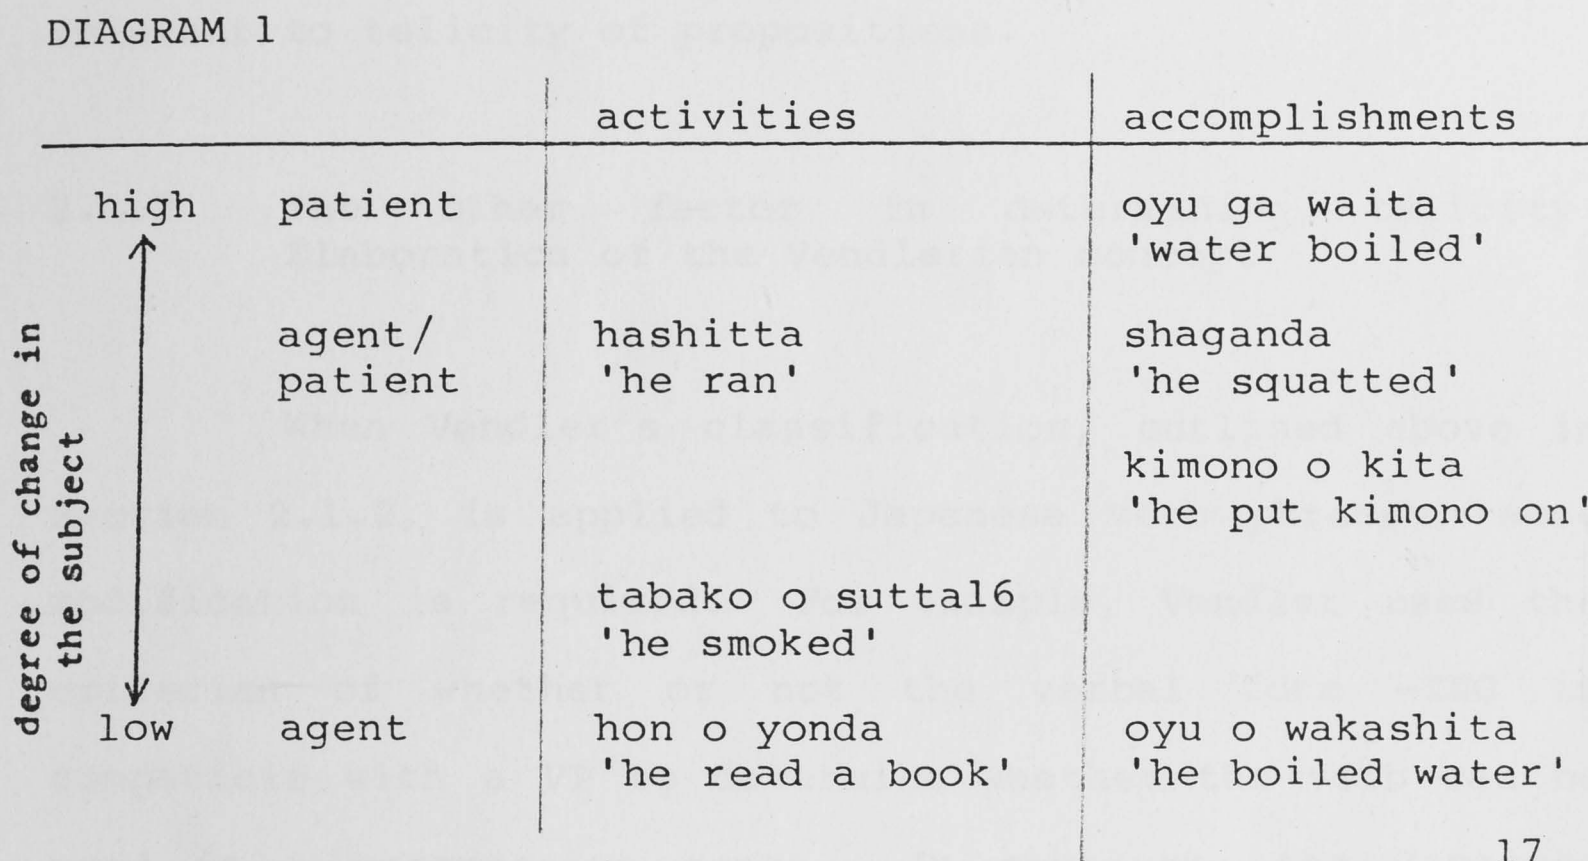 DIAGRAM 1
activities accomplishments
high patient oyu ga waita
'water boiled'
agent/ hashitta shaganda
patient 'he ran' 'he squatted'
kimono o kita
'he put kimono on'
tabako o sutta16
'he smoked'
low agent hon o yonda oyu o wakashita
'he read a book' 'he boiled water'
degree of change in
the subject
17